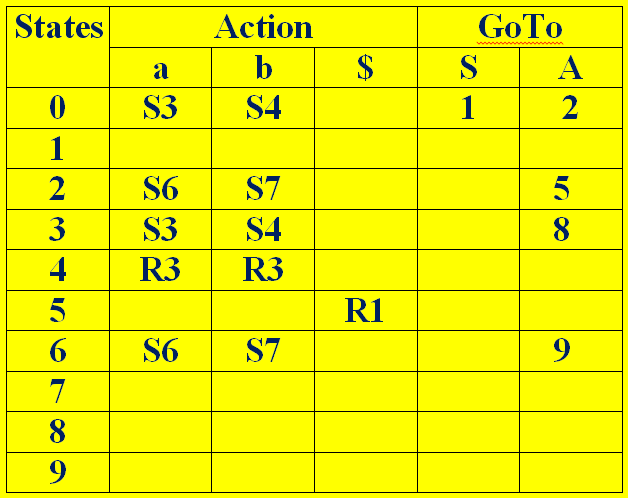 States Action GoTo
a b $ S A
0 S3 S4 1 2
1
2 S6 S7 5
3 S3 S4 8
4 R3 R3
5 R1
6 S6 S7 9
7
8
9